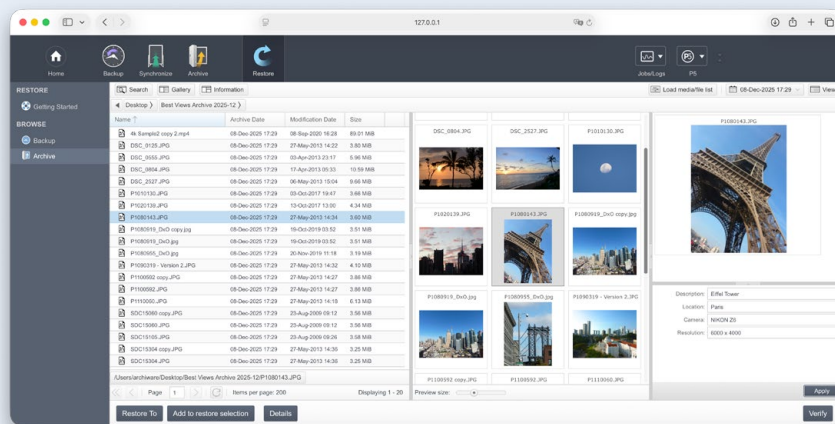 127.0.0.1
Home
Backup
Synchronize
Archive
Restore
Jobs/Logs
P5
P5
RESTORE
Getting Started
BROWSE
Backup
Archive
Search
Gallery
Information
Load media/file list
08-Dec-2025 17:29
View
Desktop
Best Views Archive 2025-12
Name Archive Date Modification Date Size
4k Sample2 copy 2.mp4 08-Dec-2025 17:29 08-Sep-2020 16:28 89.01 MiB
DSC_0125.JPG 08-Dec-2025 17:29 27-May-2013 14:22 3.80 MiB
DSC_0555.JPG 08-Dec-2025 17:29 03-Apr-2013 23:17 5.96 MiB
DSC_0804.JPG 08-Dec-2025 17:29 17-Apr-2013 05:33 10.59 MiB
DSC_2527.JPG 08-Dec-2025 17:29 06-May-2013 15:04 9.66 MiB
P1010130.JPG 08-Dec-2025 17:29 03-Oct-2017 19:47 3.66 MiB
P1020139.JPG 08-Dec-2025 17:29 13-Oct-2017 13:00 4.34 MiB
P1080143.JPG 08-Dec-2025 17:29 27-May-2013 14:34 3.60 MiB
P1080919_DxO copy.jpg 08-Dec-2025 17:29 19-Oct-2019 03:52 3.51 MiB
P1080919_DxO.jpg 08-Dec-2025 17:29 19-Oct-2019 03:52 3.51 MiB
P1080955_DxO.jpg 08-Dec-2025 17:29 20-Nov-2019 11:18 3.19 MiB
P1090319 - Version 2.JPG 08-Dec-2025 17:29 27-May-2013 14:32 4.10 MiB
P1100592 copy.JPG 08-Dec-2025 17:29 27-May-2013 14:27 3.86 MiB
P1100592.JPG 08-Dec-2025 17:29 27-May-2013 14:27 3.86 MiB
P1110060.JPG 08-Dec-2025 17:29 27-May-2013 14:18 6.13 MiB
SDC15060 copy.JPG 08-Dec-2025 17:29 23-Aug-2009 09:12 3.56 MiB
SDC15060.JPG 08-Dec-2025 17:29 23-Aug-2009 09:12 3.56 MiB
SDC15105.JPG 08-Dec-2025 17:29 23-Aug-2009 09:26 3.58 MiB
SDC15304 copy.JPG 08-Dec-2025 17:29 27-May-2013 14:36 3.25 MiB
SDC15304.JPG 08-Dec-2025 17:29 27-May-2013 14:36 3.25 MiB
/Users/archiware/Desktop/Best Views Archive 2025-12/P1080143.JPG
Page 1 Items per page: 200 Displaying 1 - 20
DSC_0804.JPG
DSC_2527.JPG
P1010130.JPG
P1020139.JPG
P1080143.JPG
P1080919_DxO copy.jpg
P1080919_DxO.jpg
P1080955_DxO.jpg
P1090319 - Version 2.JPG
P1100592 copy.JPG
P1100592.JPG
P1110060.JPG
Preview size:
P1080143.JPG
Description: Eiffel Tower
Location: Paris
Camera: NIKON Z6
Resolution: 6000 x 4000
Apply
Restore To
Add to restore selection
Details
Verify